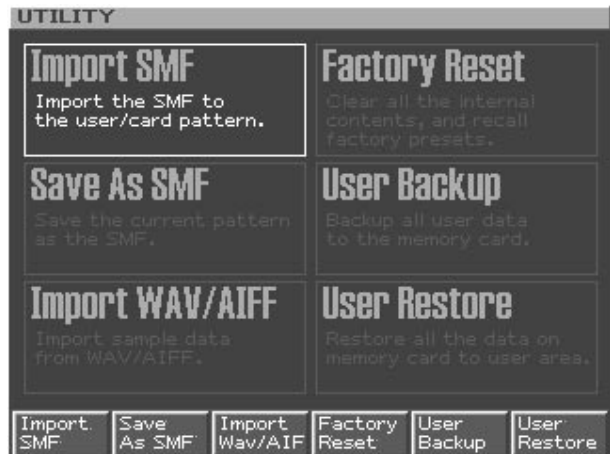 UTILITY
Import SMF
Import the SMF to
the user/card pattern.
Factory Reset
Clear all the internal
contents, and recall
factory presets.
Save As SMF
Save the current pattern
as the SMF.
User Backup
Backup all user data
to the memory card.
Import WAV/AIFF
Import sample data
from WAV/AIFF.
User Restore
Restore all the data on
memory card to user area.
Import SMF
Save As SMF
Import Wav/AIF
Factory Reset
User Backup
User Restore